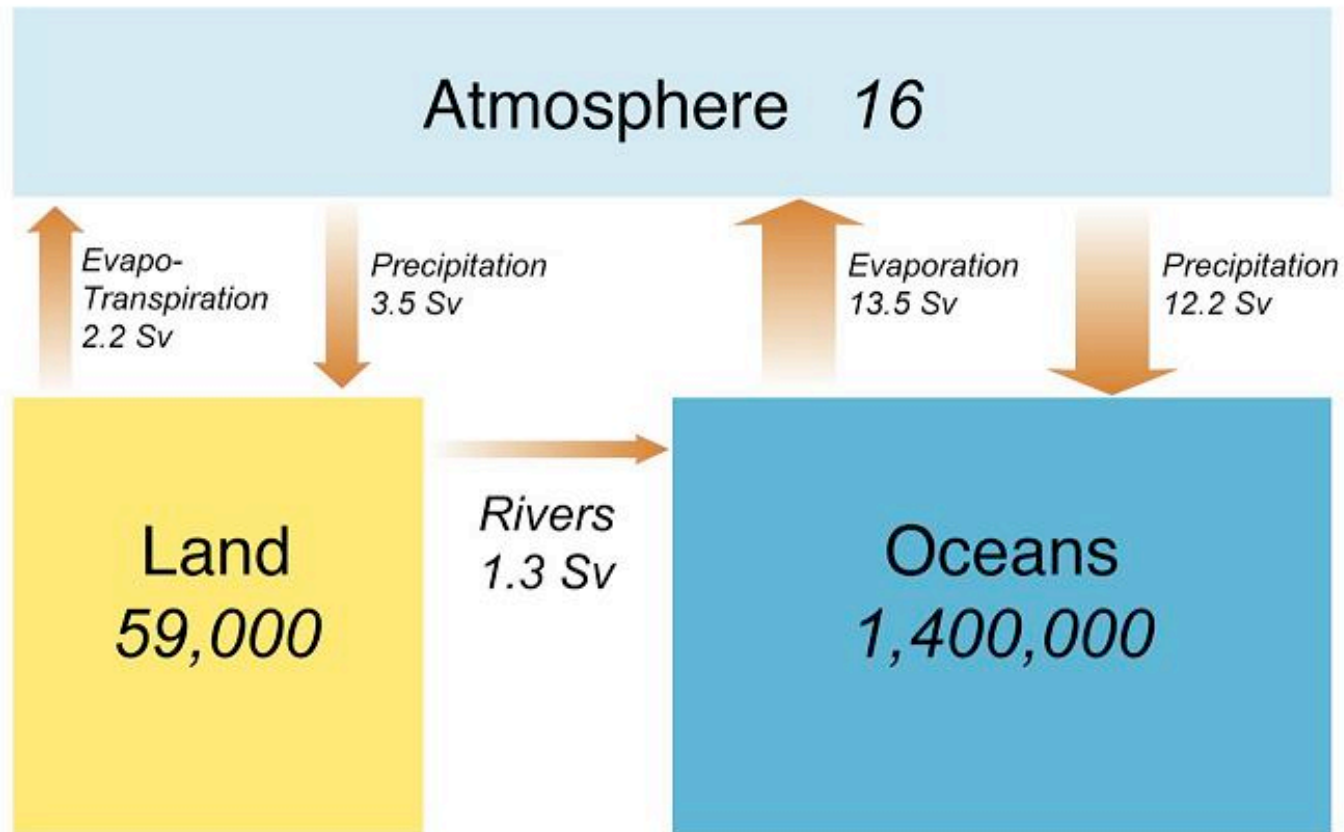 Atmosphere 16
Evapo-
Transpiration
2.2 Sv
Precipitation
3.5 Sv
Evaporation
13.5 Sv
Precipitation
12.2 Sv
Rivers
1.3 Sv
Land
59,000
Oceans
1,400,000